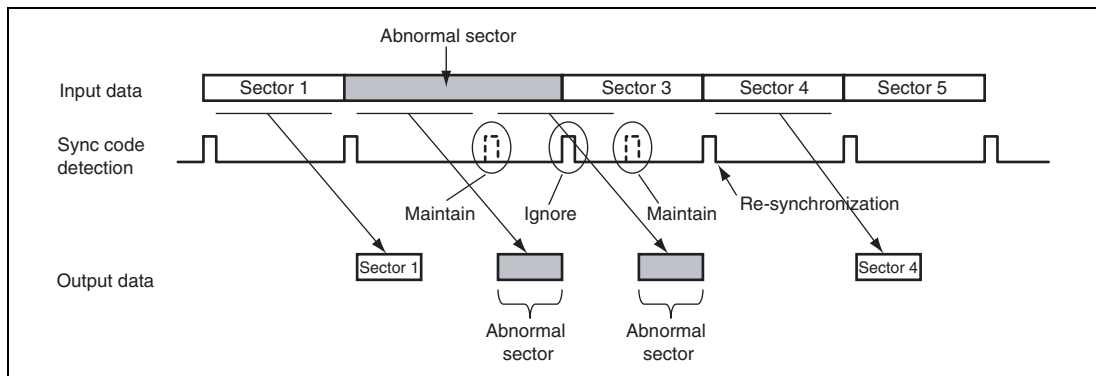 Abnormal sector
Input data
Sector 1
Sector 3
Sector 4
Sector 5
Sync code
detection
Maintain
Ignore
Maintain
Re-synchronization
Output data
Sector 1
Sector 4
Abnormal
sector
Abnormal
sector